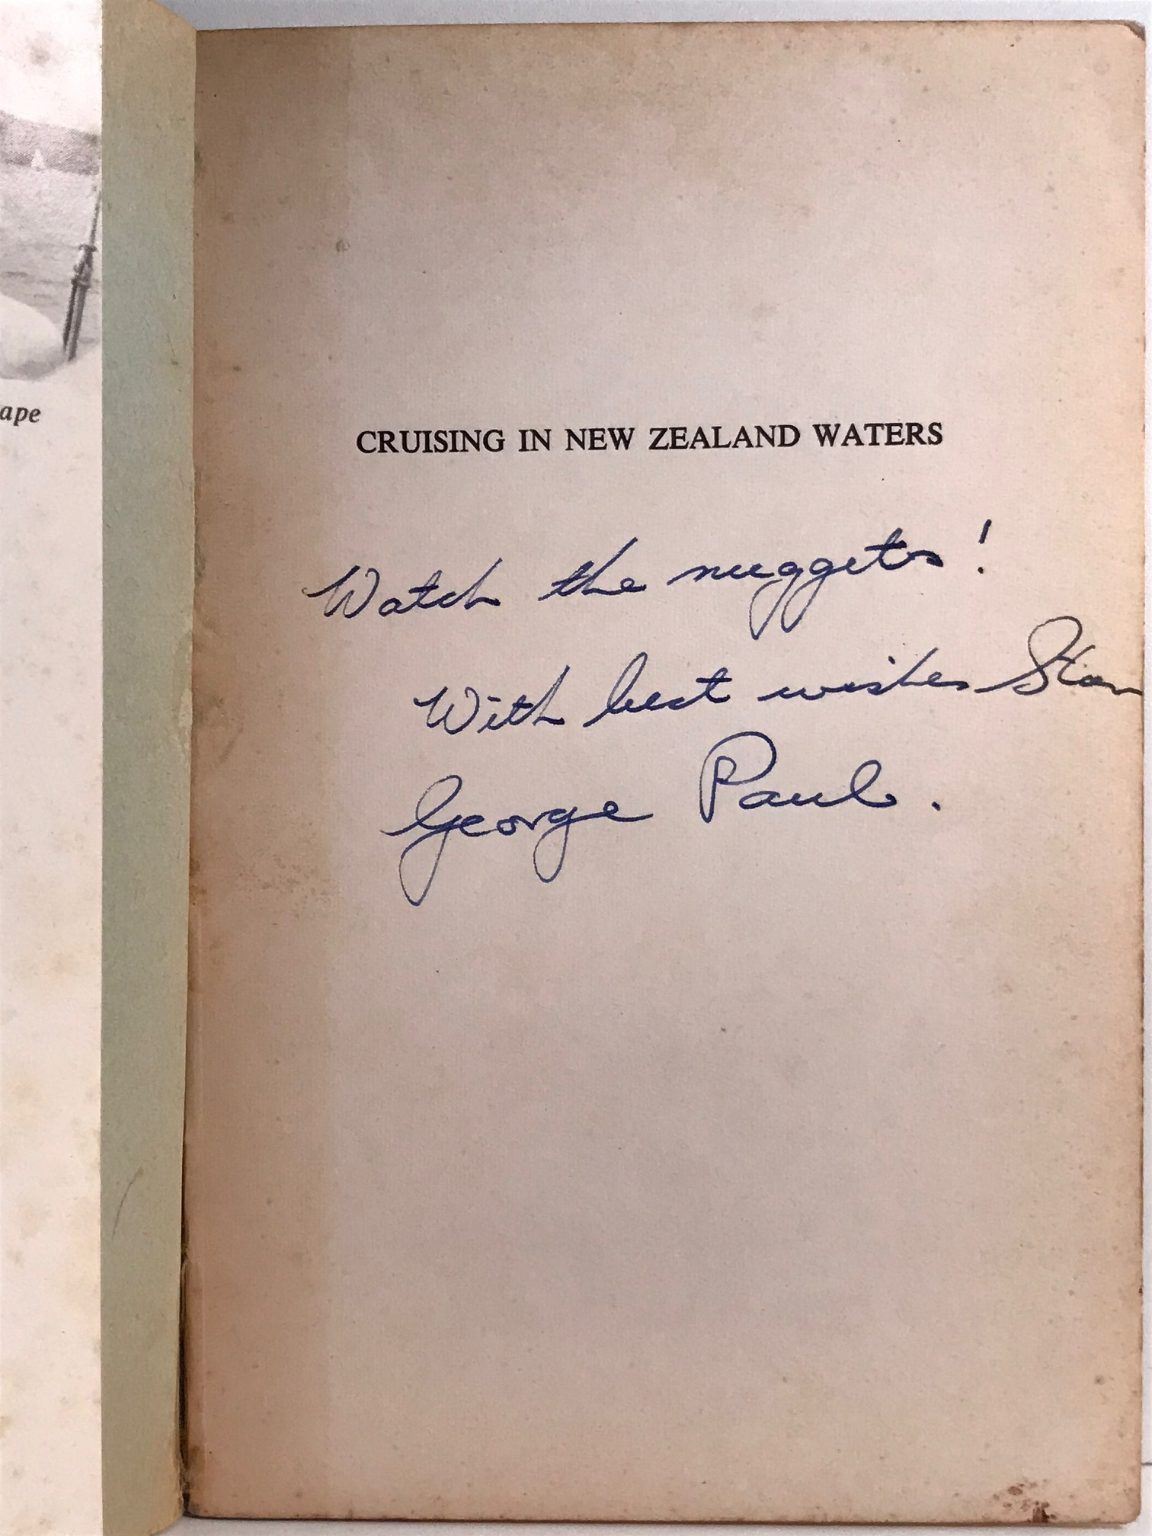 ape
CRUISING IN NEW ZEALAND WATERS
Watch the nuggets!
With best wishes Stan
George Paul.